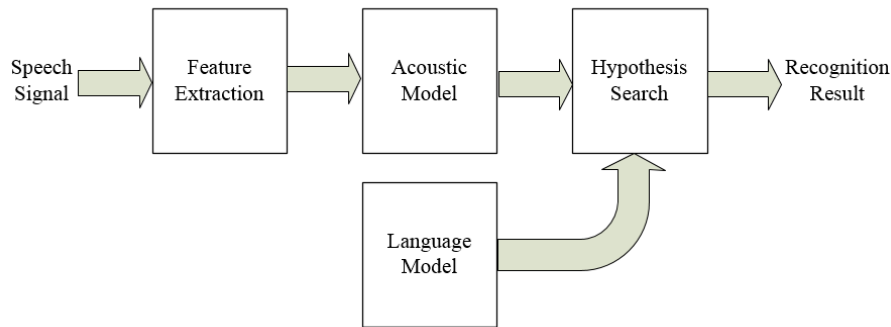 Speech
Signal
Feature
Extraction
Acoustic
Model
Hypothesis
Search
Recognition
Result
Language
Model